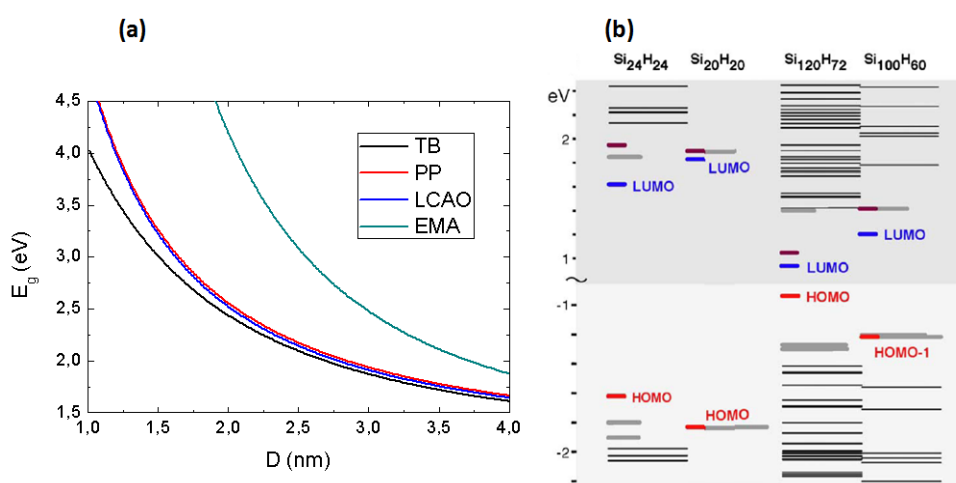 (a)
4,5
4,0
3,5
3,0
2,5
2,0
1,5
E_g (eV)
1,0 1,5 2,0 2,5 3,0 3,5 4,0
D (nm)
TB
PP
LCAO
EMA
(b)
Si₂₄H₂₄ Si₂₀H₂₀ Si₁₂₀H₇₂ Si₁₀₀H₆₀
eV
2
1
-1
-2
LUMO
LUMO
LUMO
LUMO
HOMO
HOMO
HOMO
HOMO-1